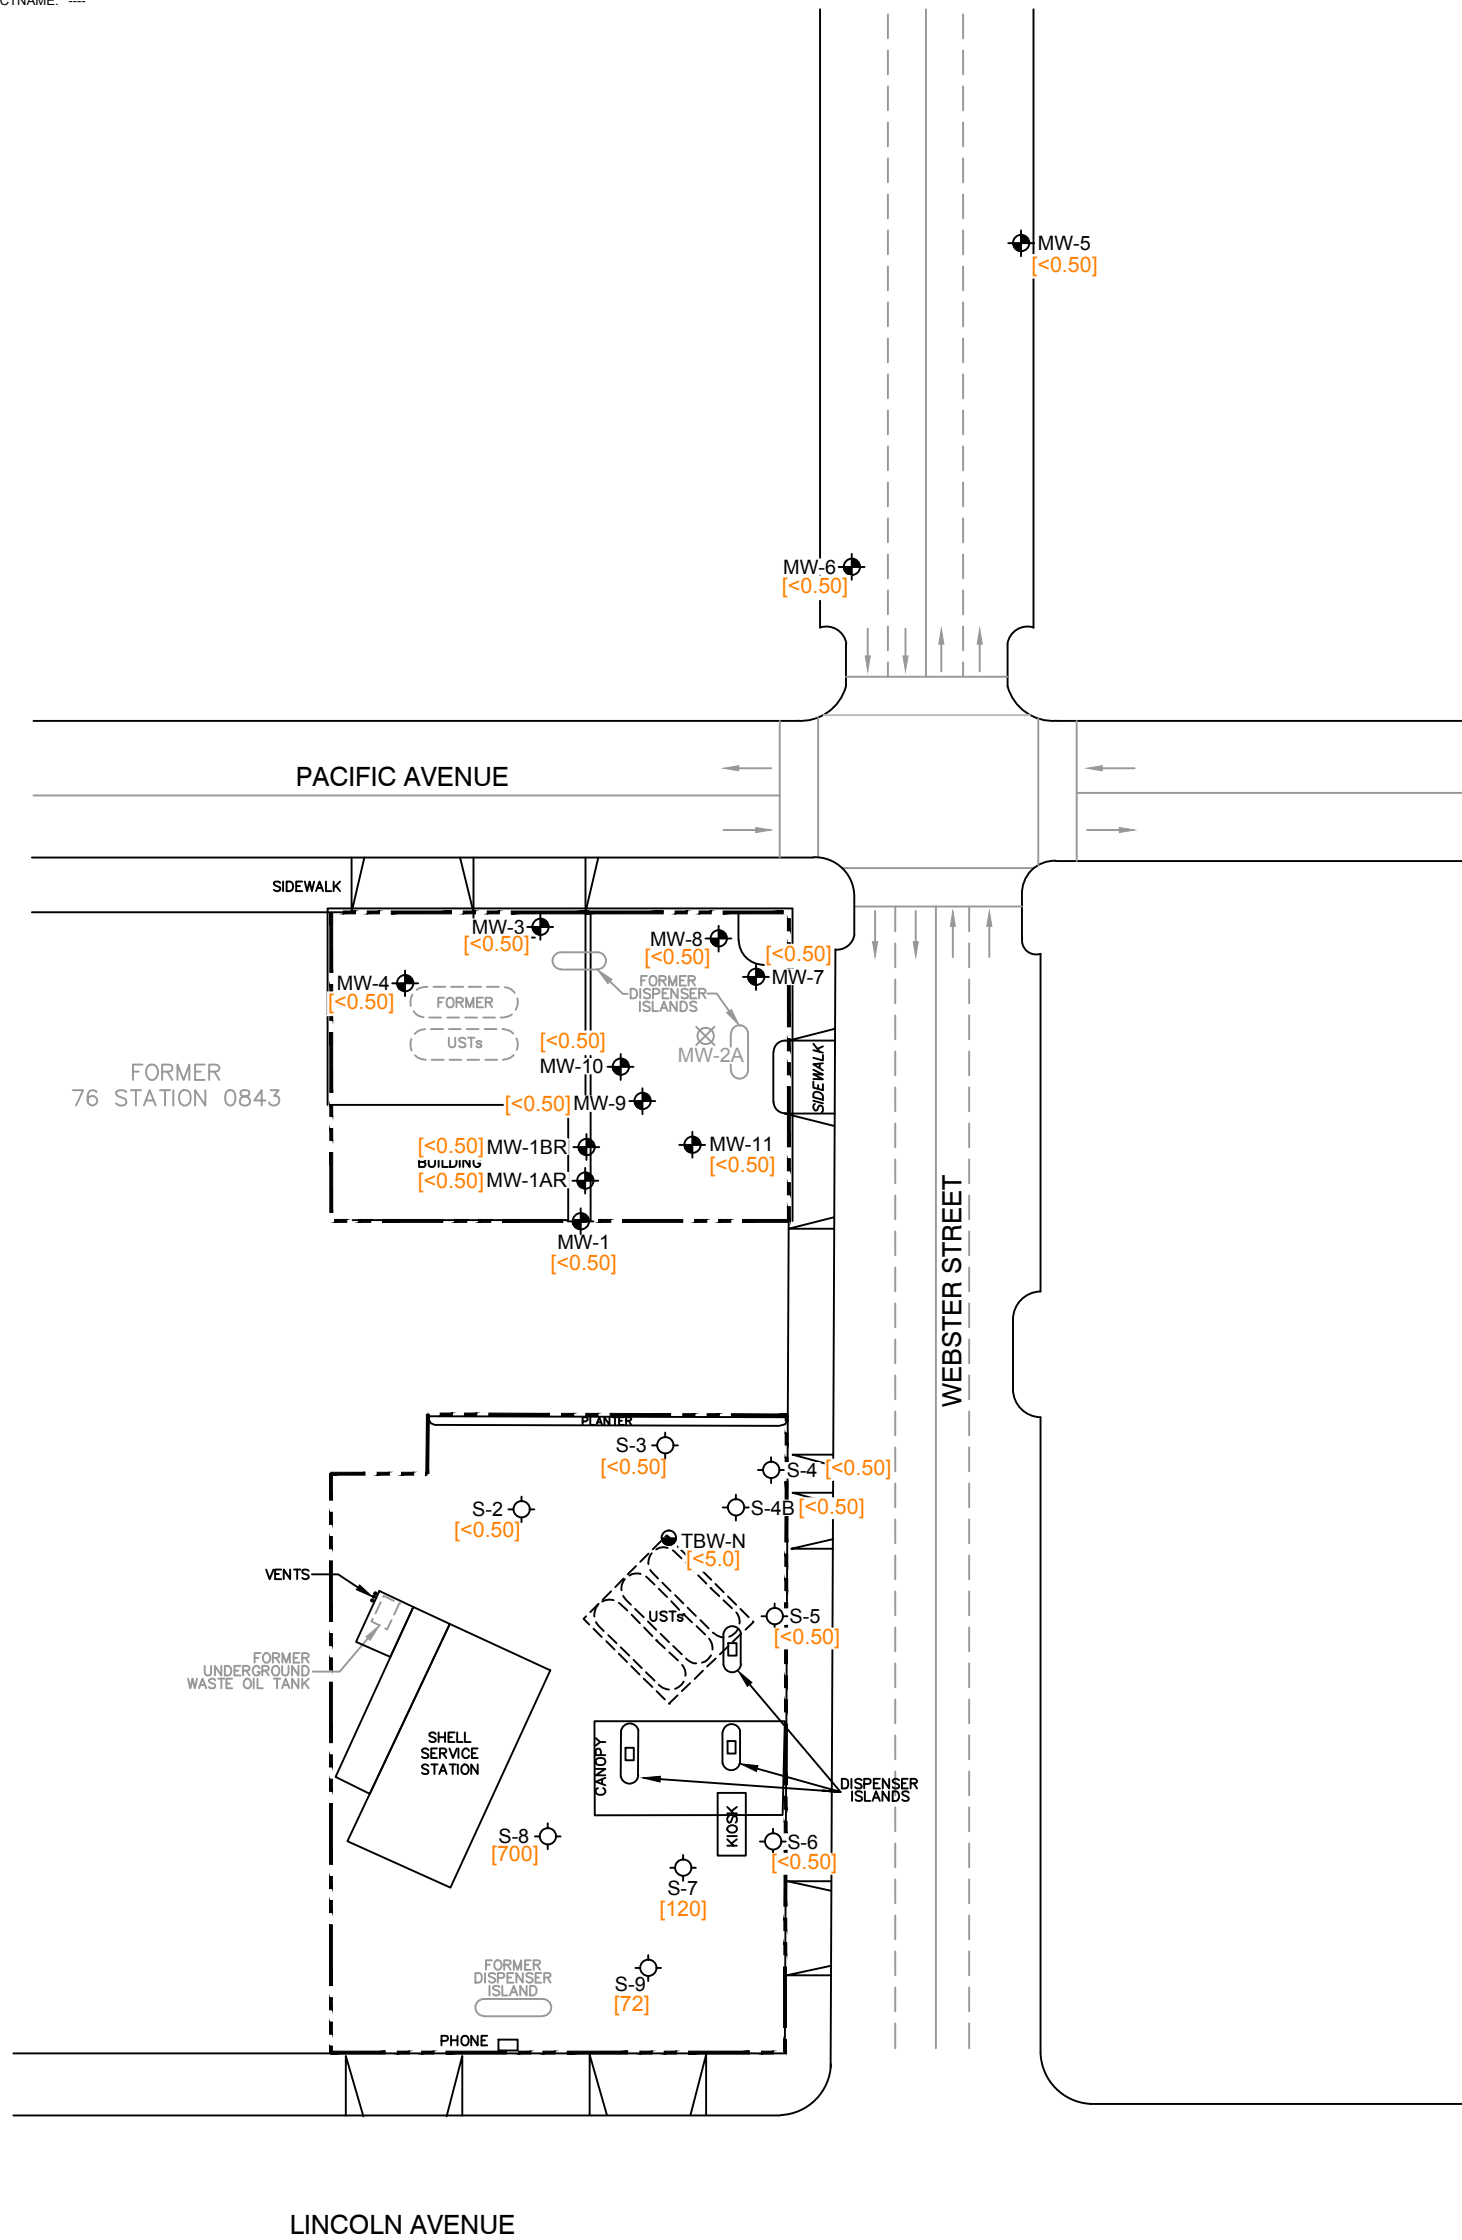 CTNAME: ----
MW-5
[<0.50]
MW-6
[<0.50]
PACIFIC AVENUE
SIDEWALK
MW-3
[<0.50]
MW-8
[<0.50]
[<0.50]
MW-7
MW-4
[<0.50]
FORMER
USTs
FORMER
DISPENSER
ISLANDS
MW-2A
[<0.50]
MW-10
FORMER
76 STATION 0843
SIDEWALK
[<0.50] MW-9
[<0.50] MW-1BR
BUILDING
[<0.50] MW-1AR
MW-11
[<0.50]
MW-1
[<0.50]
WEBSTER STREET
PLANTER
S-3
[<0.50]
S-4 [<0.50]
S-2
[<0.50]
S-4B [<0.50]
TBW-N
[<5.0]
VENTS
USTs
S-5
[<0.50]
FORMER
UNDERGROUND
WASTE OIL TANK
SHELL
SERVICE
STATION
CANOPY
DISPENSER
ISLANDS
KIOSK
S-8
[700]
S-6
[<0.50]
S-7
[120]
FORMER
DISPENSER
ISLAND
S-9
[72]
PHONE
LINCOLN AVENUE